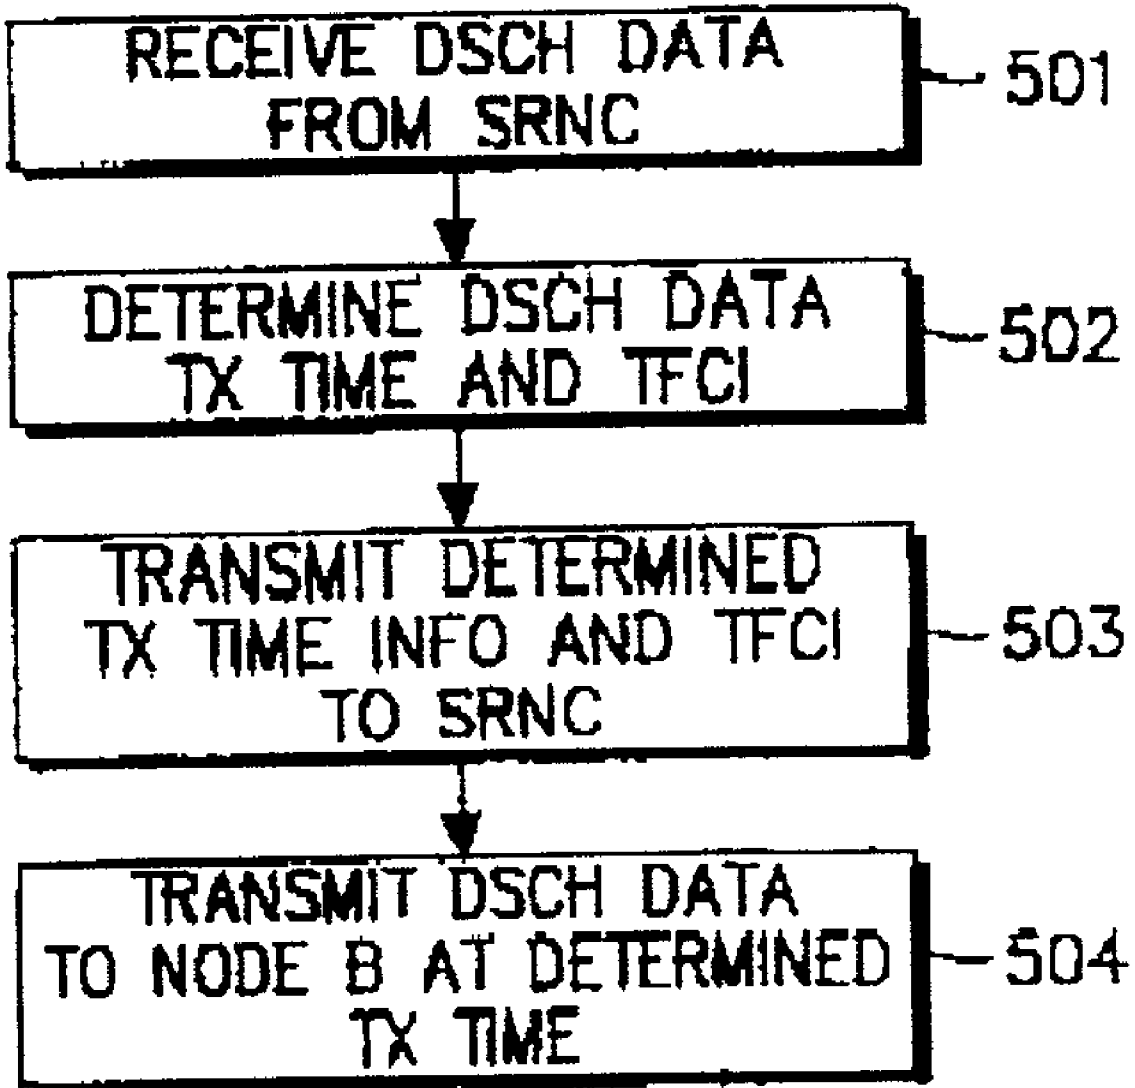 RECEIVE DSCH DATA
FROM SRNC
501
DETERMINE DSCH DATA
TX TIME AND TFCI
502
TRANSMIT DETERMINED
TX TIME INFO AND TFCI
TO SRNC
503
TRANSMIT DSCH DATA
TO NODE B AT DETERMINED
TX TIME
504